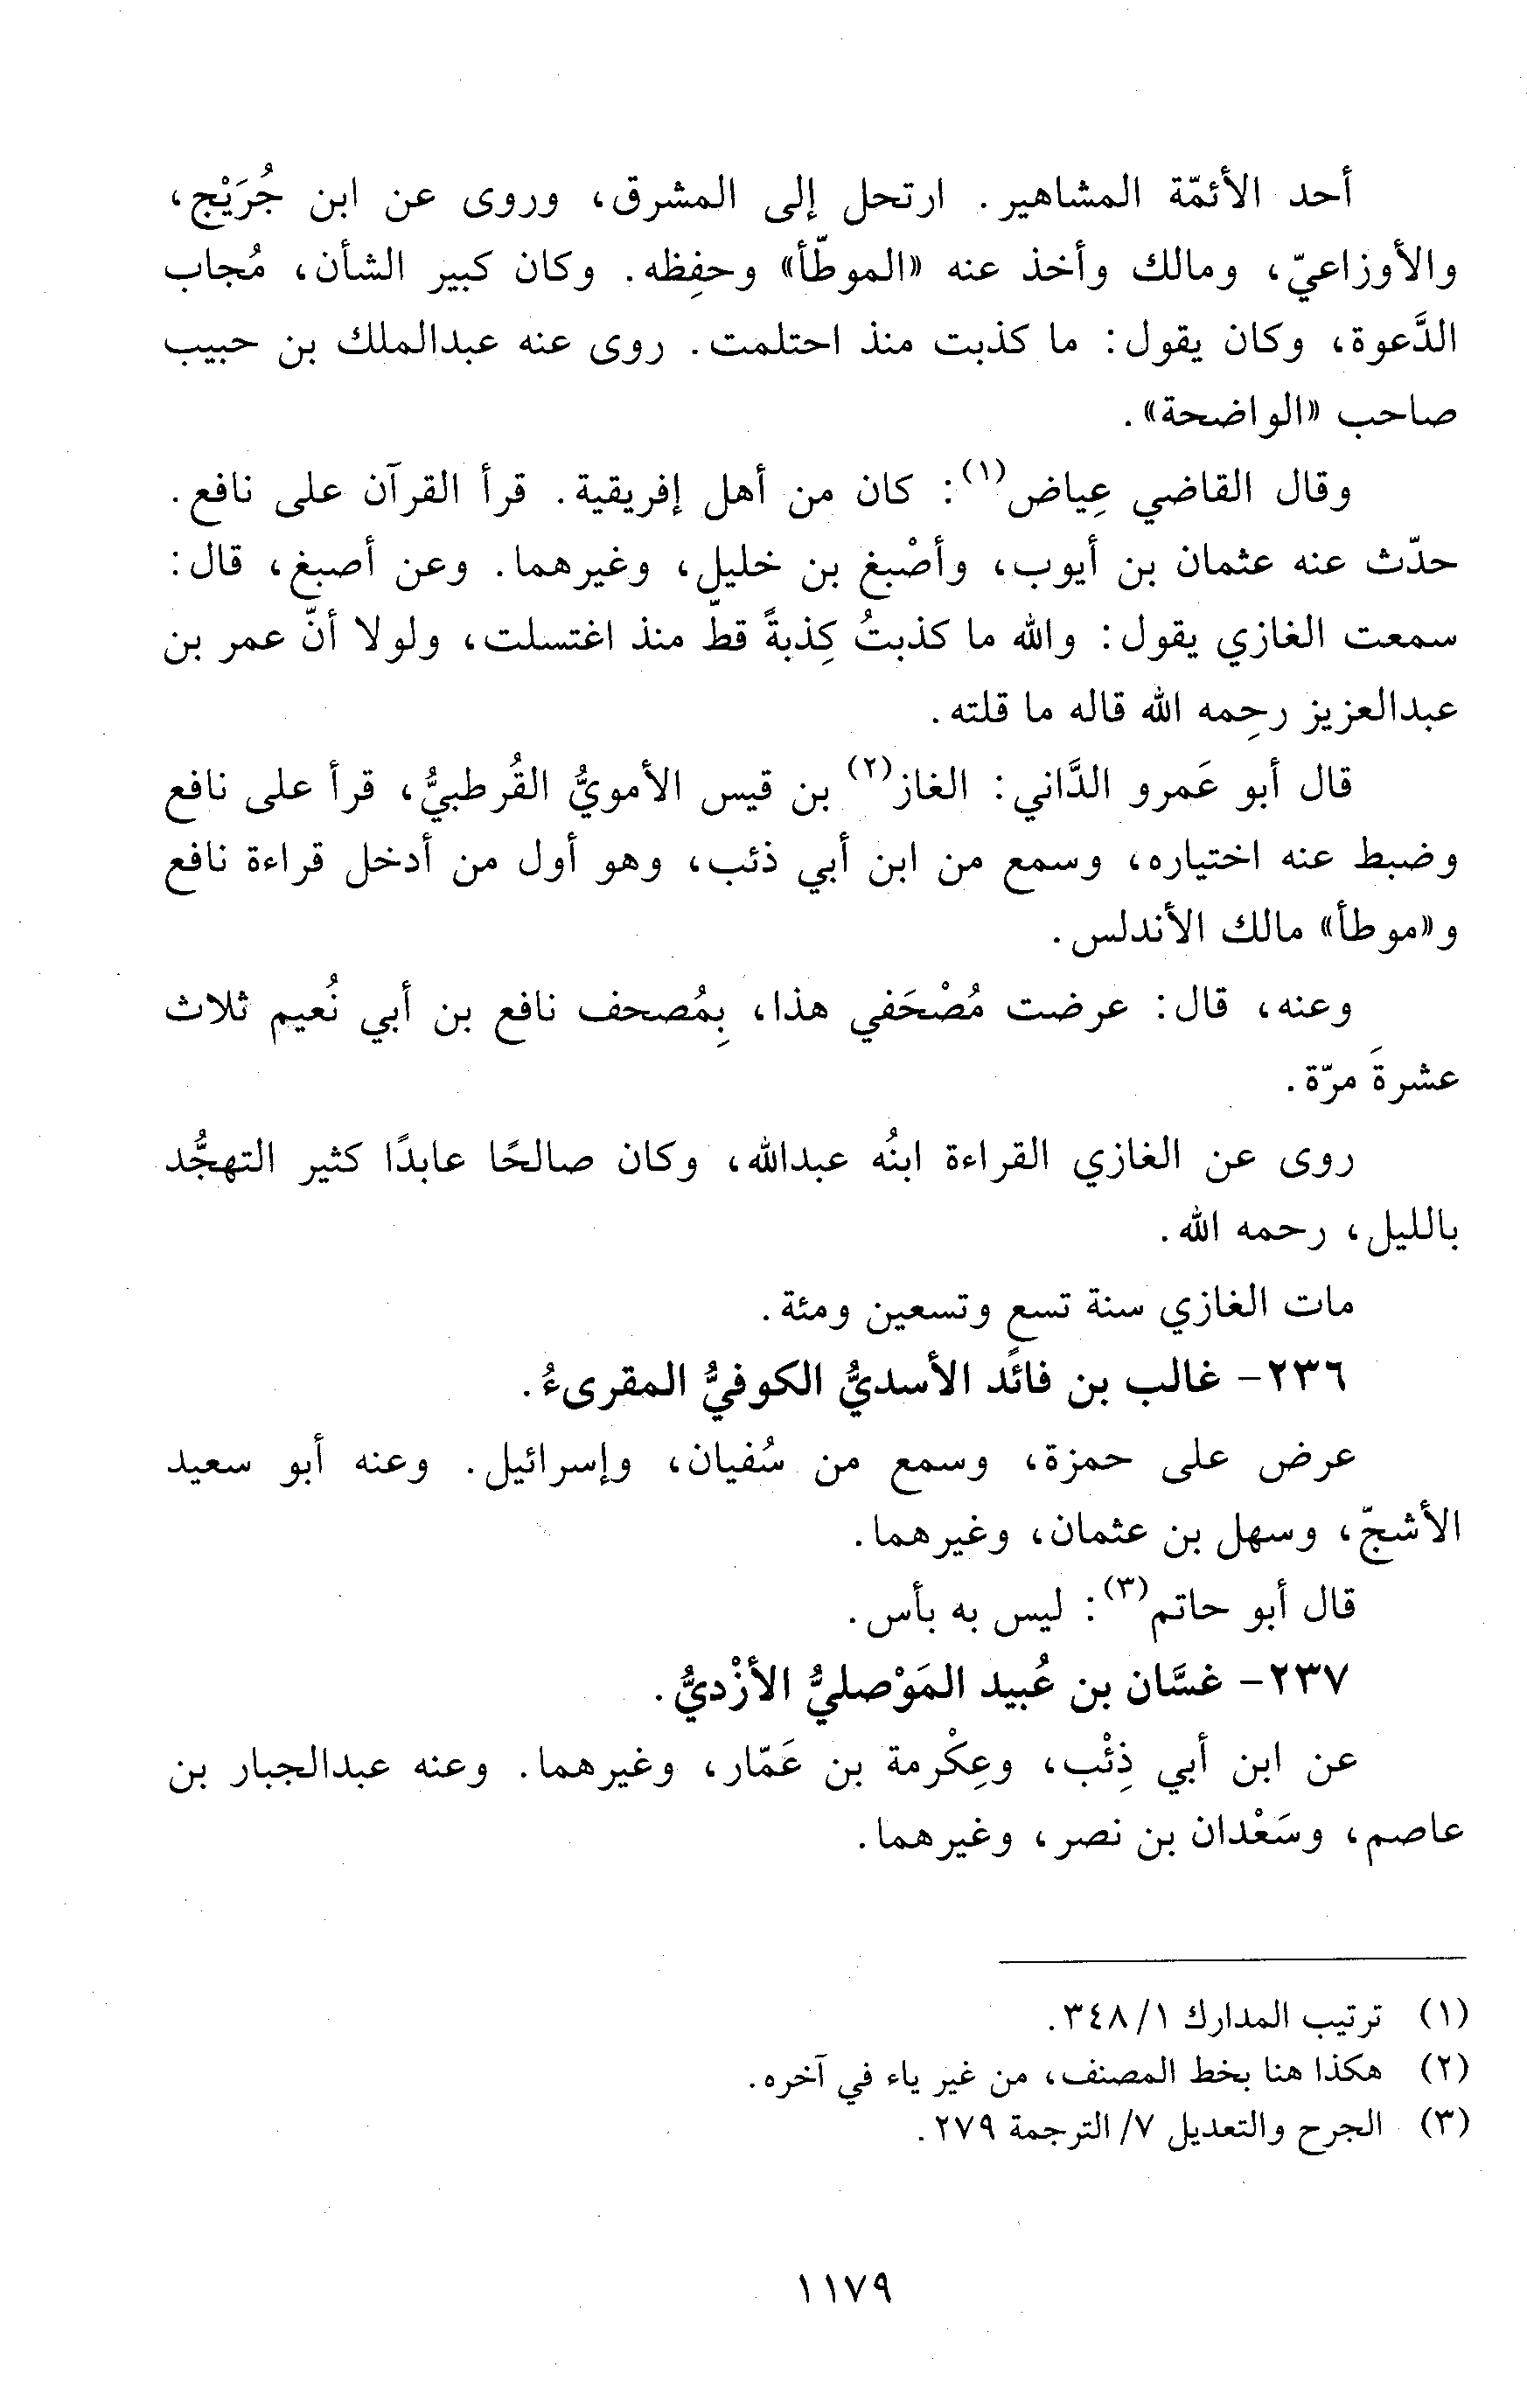 أحد الأئمّة المشاهير. ارتحل إلى المشرق، وروى عن ابن جُرَيْج،
والأوزاعيّ، ومالك وأخذ عنه «الموطّأ» وحفِظه. وكان كبير الشأن، مُجاب
الدَّعوة، وكان يقول: ما كذبت منذ احتلمت. روى عنه عبدالملك بن حبيب
صاحب «الواضحة».
وقال القاضي عِياض(١): كان من أهل إفريقية. قرأ القرآن على نافع.
حدّث عنه عثمان بن أيوب، وأصْبغ بن خليل، وغيرهما. وعن أصبغ، قال:
سمعت الغازي يقول: والله ما كذبتُ كِذبةً قطّ منذ اغتسلت، ولولا أنّ عمر بن
عبدالعزيز رحِمه الله قاله ما قلته.
قال أبو عَمرو الدَّاني: الغاز(٢) بن قيس الأمويُّ القُرطبيُّ، قرأ على نافع
وضبط عنه اختياره، وسمع من ابن أبي ذئب، وهو أول من أدخل قراءة نافع
و«موطأ» مالك الأندلس.
وعنه، قال: عرضت مُصْحَفي هذا، بِمُصحف نافع بن أبي نُعيم ثلاث
عشرةَ مرّة.
روى عن الغازي القراءة ابنُه عبدالله، وكان صالحًا عابدًا كثير التهجُّد
بالليل، رحمه الله.
مات الغازي سنة تسع وتسعين ومئة.
٢٣٦- غالب بن فائد الأسديُّ الكوفيُّ المقرىءُ.
عرض على حمزة، وسمع من سُفيان، وإسرائيل. وعنه أبو سعيد
الأشجّ، وسهل بن عثمان، وغيرهما.
قال أبو حاتم(٣): ليس به بأس.
٢٣٧- غسَّان بن عُبيد المَوْصليُّ الأزْديُّ.
عن ابن أبي ذِئْب، وعِكْرمة بن عَمّار، وغيرهما. وعنه عبدالجبار بن
عاصم، وسَعْدان بن نصر، وغيرهما.
(١) ترتيب المدارك ١/ ٣٤٨.
(٢) هكذا هنا بخط المصنف، من غير ياء في آخره.
(٣) الجرح والتعديل ٧/ الترجمة ٢٧٩.
١١٧٩